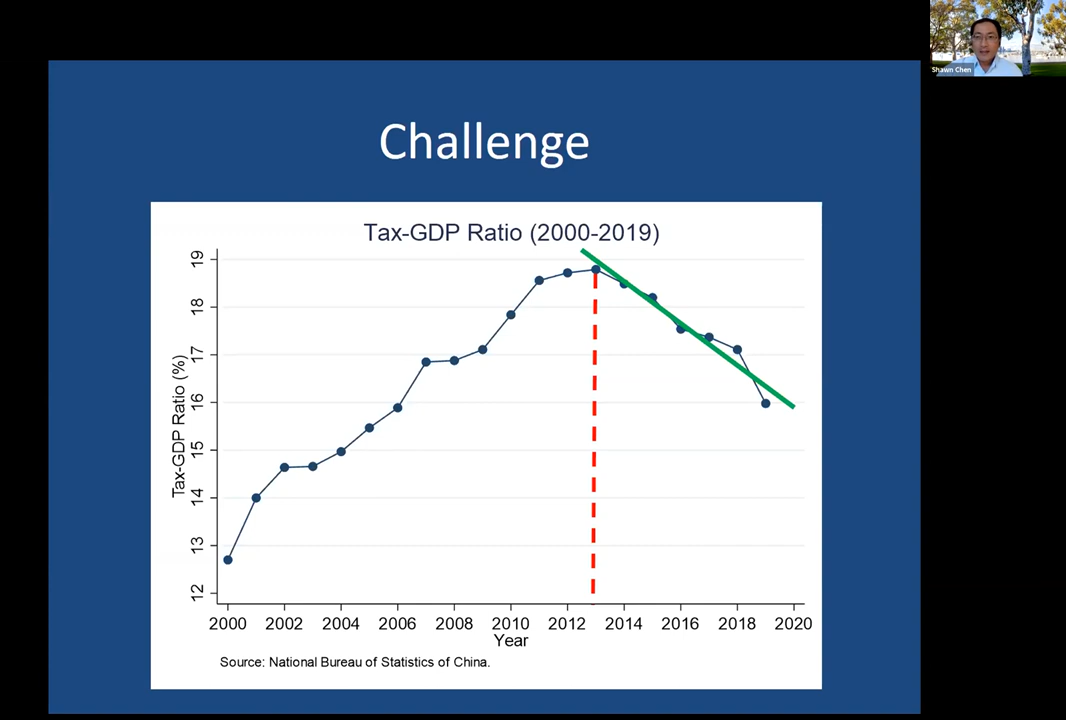 Shawn Chen
Challenge
Tax-GDP Ratio (2000-2019)
Tax-GDP Ratio (%)
19
18
17
16
15
14
13
12
2000 2002 2004 2006 2008 2010 2012 2014 2016 2018 2020
Year
Source: National Bureau of Statistics of China.